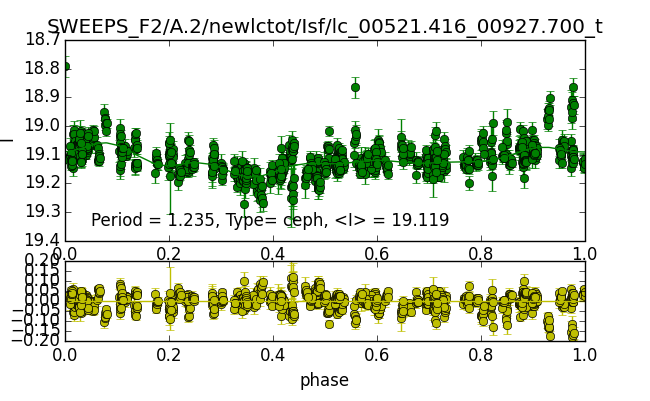 SWEEPS_F2/A.2/newlctot/Isf/lc_00521.416_00927.700_t
18.7
18.8
18.9
19.0
19.1
19.2
19.3
19.4
I
Period = 1.235, Type= ceph, <I> = 19.119
0.0 0.2 0.4 0.6 0.8 1.0
0.20
0.15
0.10
0.05
0.00
−0.05
−0.10
−0.15
−0.20
0.0 0.2 0.4 0.6 0.8 1.0
phase